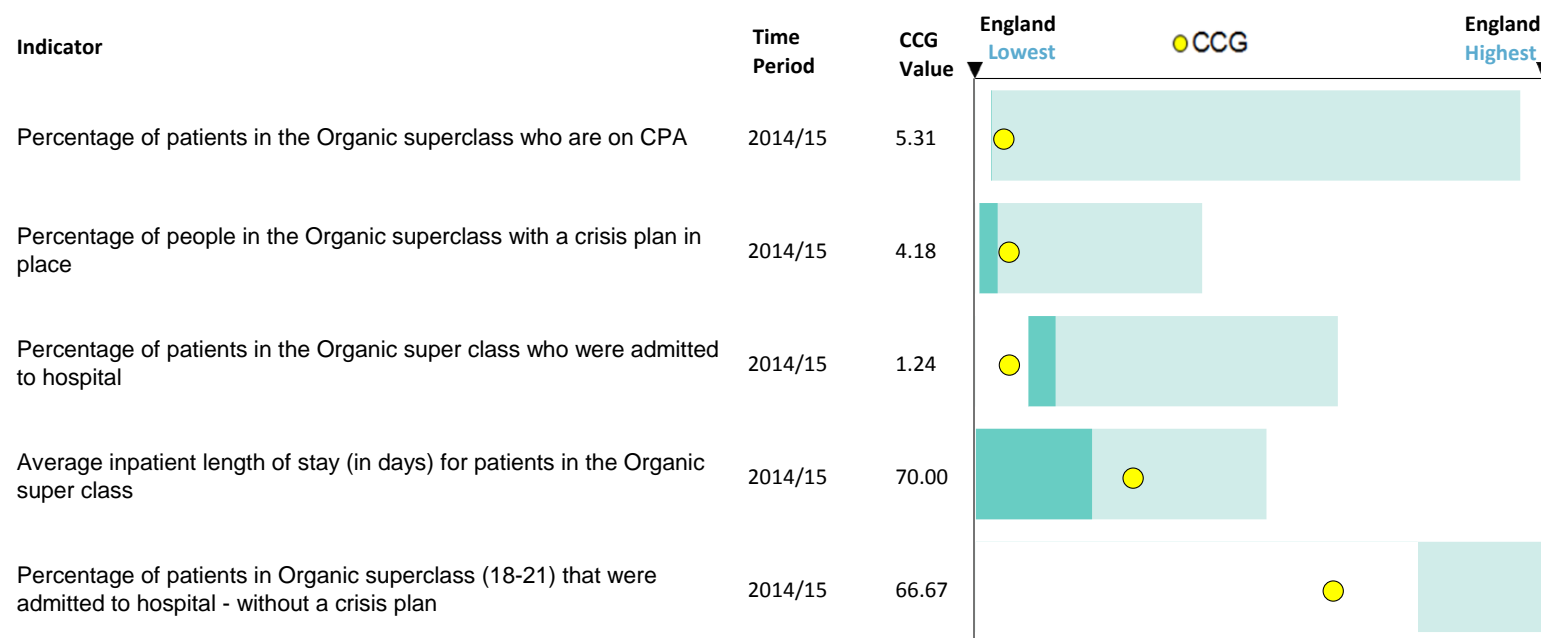 Indicator
Time Period
CCG Value
England Lowest
CCG
England Highest
Percentage of patients in the Organic superclass who are on CPA 2014/15 5.31
Percentage of people in the Organic superclass with a crisis plan in
place 2014/15 4.18
Percentage of patients in the Organic super class who were admitted
to hospital 2014/15 1.24
Average inpatient length of stay (in days) for patients in the Organic
super class 2014/15 70.00
Percentage of patients in Organic superclass (18-21) that were
admitted to hospital - without a crisis plan 2014/15 66.67